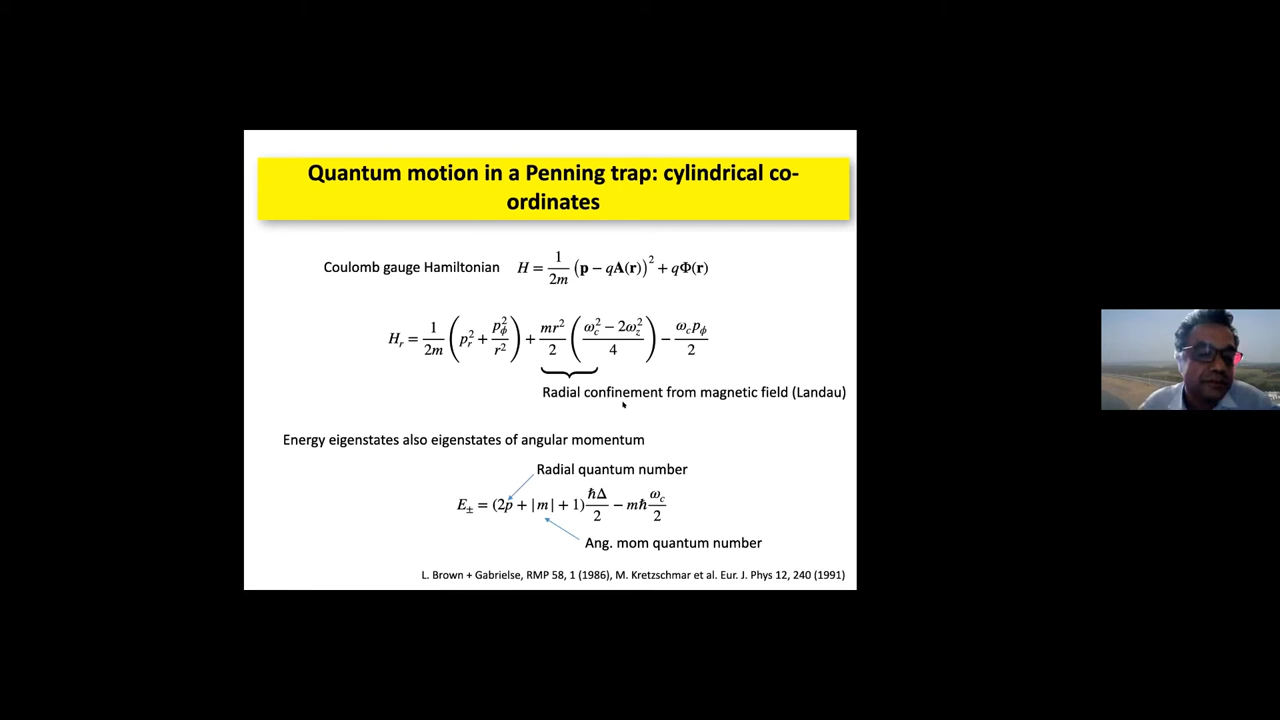 Quantum motion in a Penning trap: cylindrical co-
ordinates
Coulomb gauge Hamiltonian H = 1/2m (p − qA(r))² + qΦ(r)
H_r = 1/2m (p_r² + p_ϕ²/r²) + mr²/2 ((ω_c² − 2ω_z²)/4) − ω_c p_ϕ/2
Radial confinement from magnetic field (Landau)
Energy eigenstates also eigenstates of angular momentum
Radial quantum number
E_± = (2p + |m| + 1) ℏΔ/2 − mℏ ω_c/2
Ang. mom quantum number
L. Brown + Gabrielse, RMP 58, 1 (1986), M. Kretzschmar et al. Eur. J. Phys 12, 240 (1991)